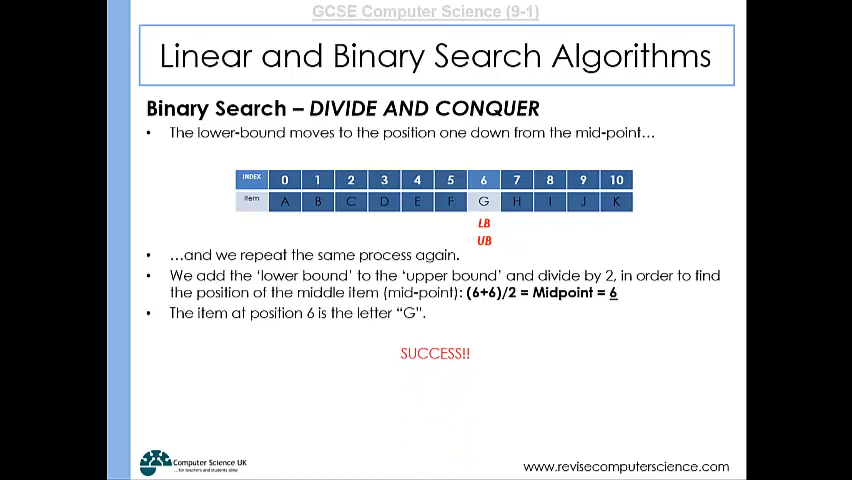 GCSE Computer Science (9-1)
Linear and Binary Search Algorithms
Binary Search – DIVIDE AND CONQUER
• The lower-bound moves to the position one down from the mid-point…
INDEX 0 1 2 3 4 5 6 7 8 9 10
Item A B C D E F G H I J K
LB
UB
• …and we repeat the same process again.
• We add the ‘lower bound’ to the ‘upper bound’ and divide by 2, in order to find
the position of the middle item (mid-point): (6+6)/2 = Midpoint = 6
• The item at position 6 is the letter “G”.
SUCCESS!!
Computer Science UK
...for teachers and students alike
www.revisecomputerscience.com